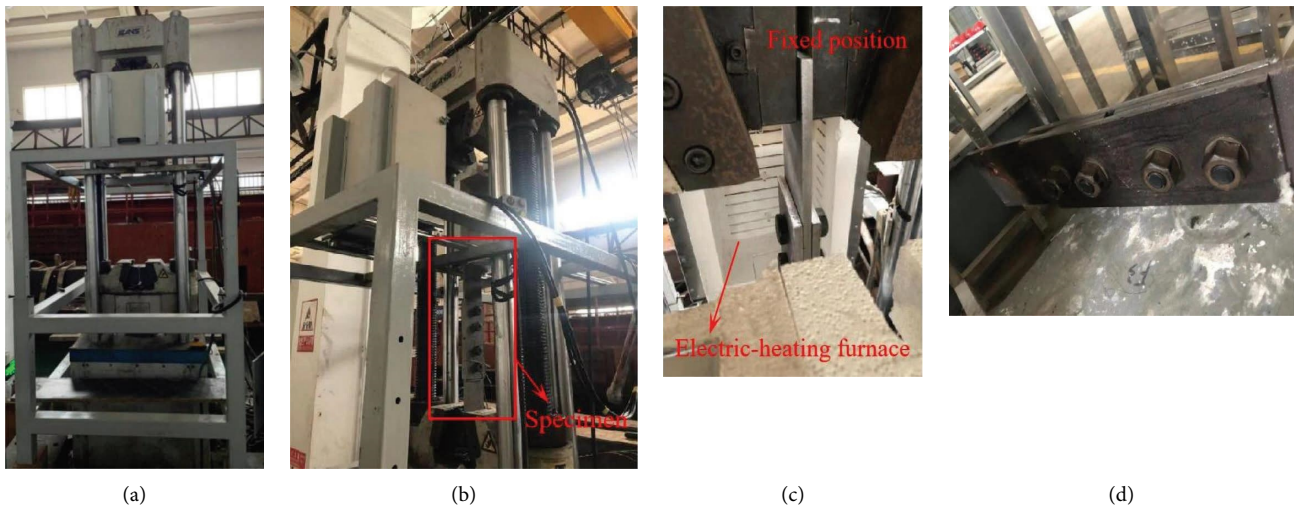 Fixed position
Electric-heating furnace
Specimen
(a)
(b)
(c)
(d)